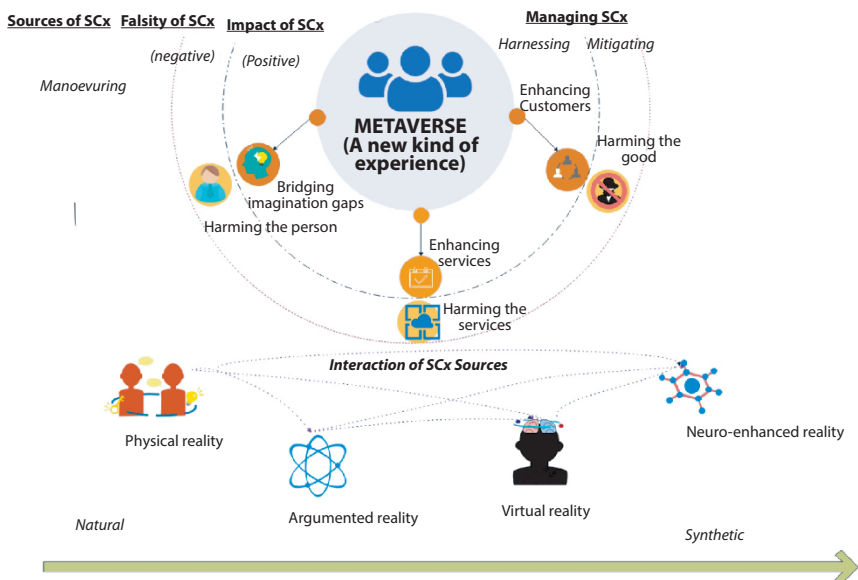 Sources of SCx Falsity of SCx Impact of SCx Managing SCx
(negative) (Positive) Harnessing Mitigating
Manoevuring
METAVERSE
(A new kind of
experience)
Enhancing
Customers
Harming the
good
Bridging
imagination gaps
Harming the person
Enhancing
services
Harming the
services
Interaction of SCx Sources
Physical reality
Argumented reality
Virtual reality
Neuro-enhanced reality
Natural
Synthetic